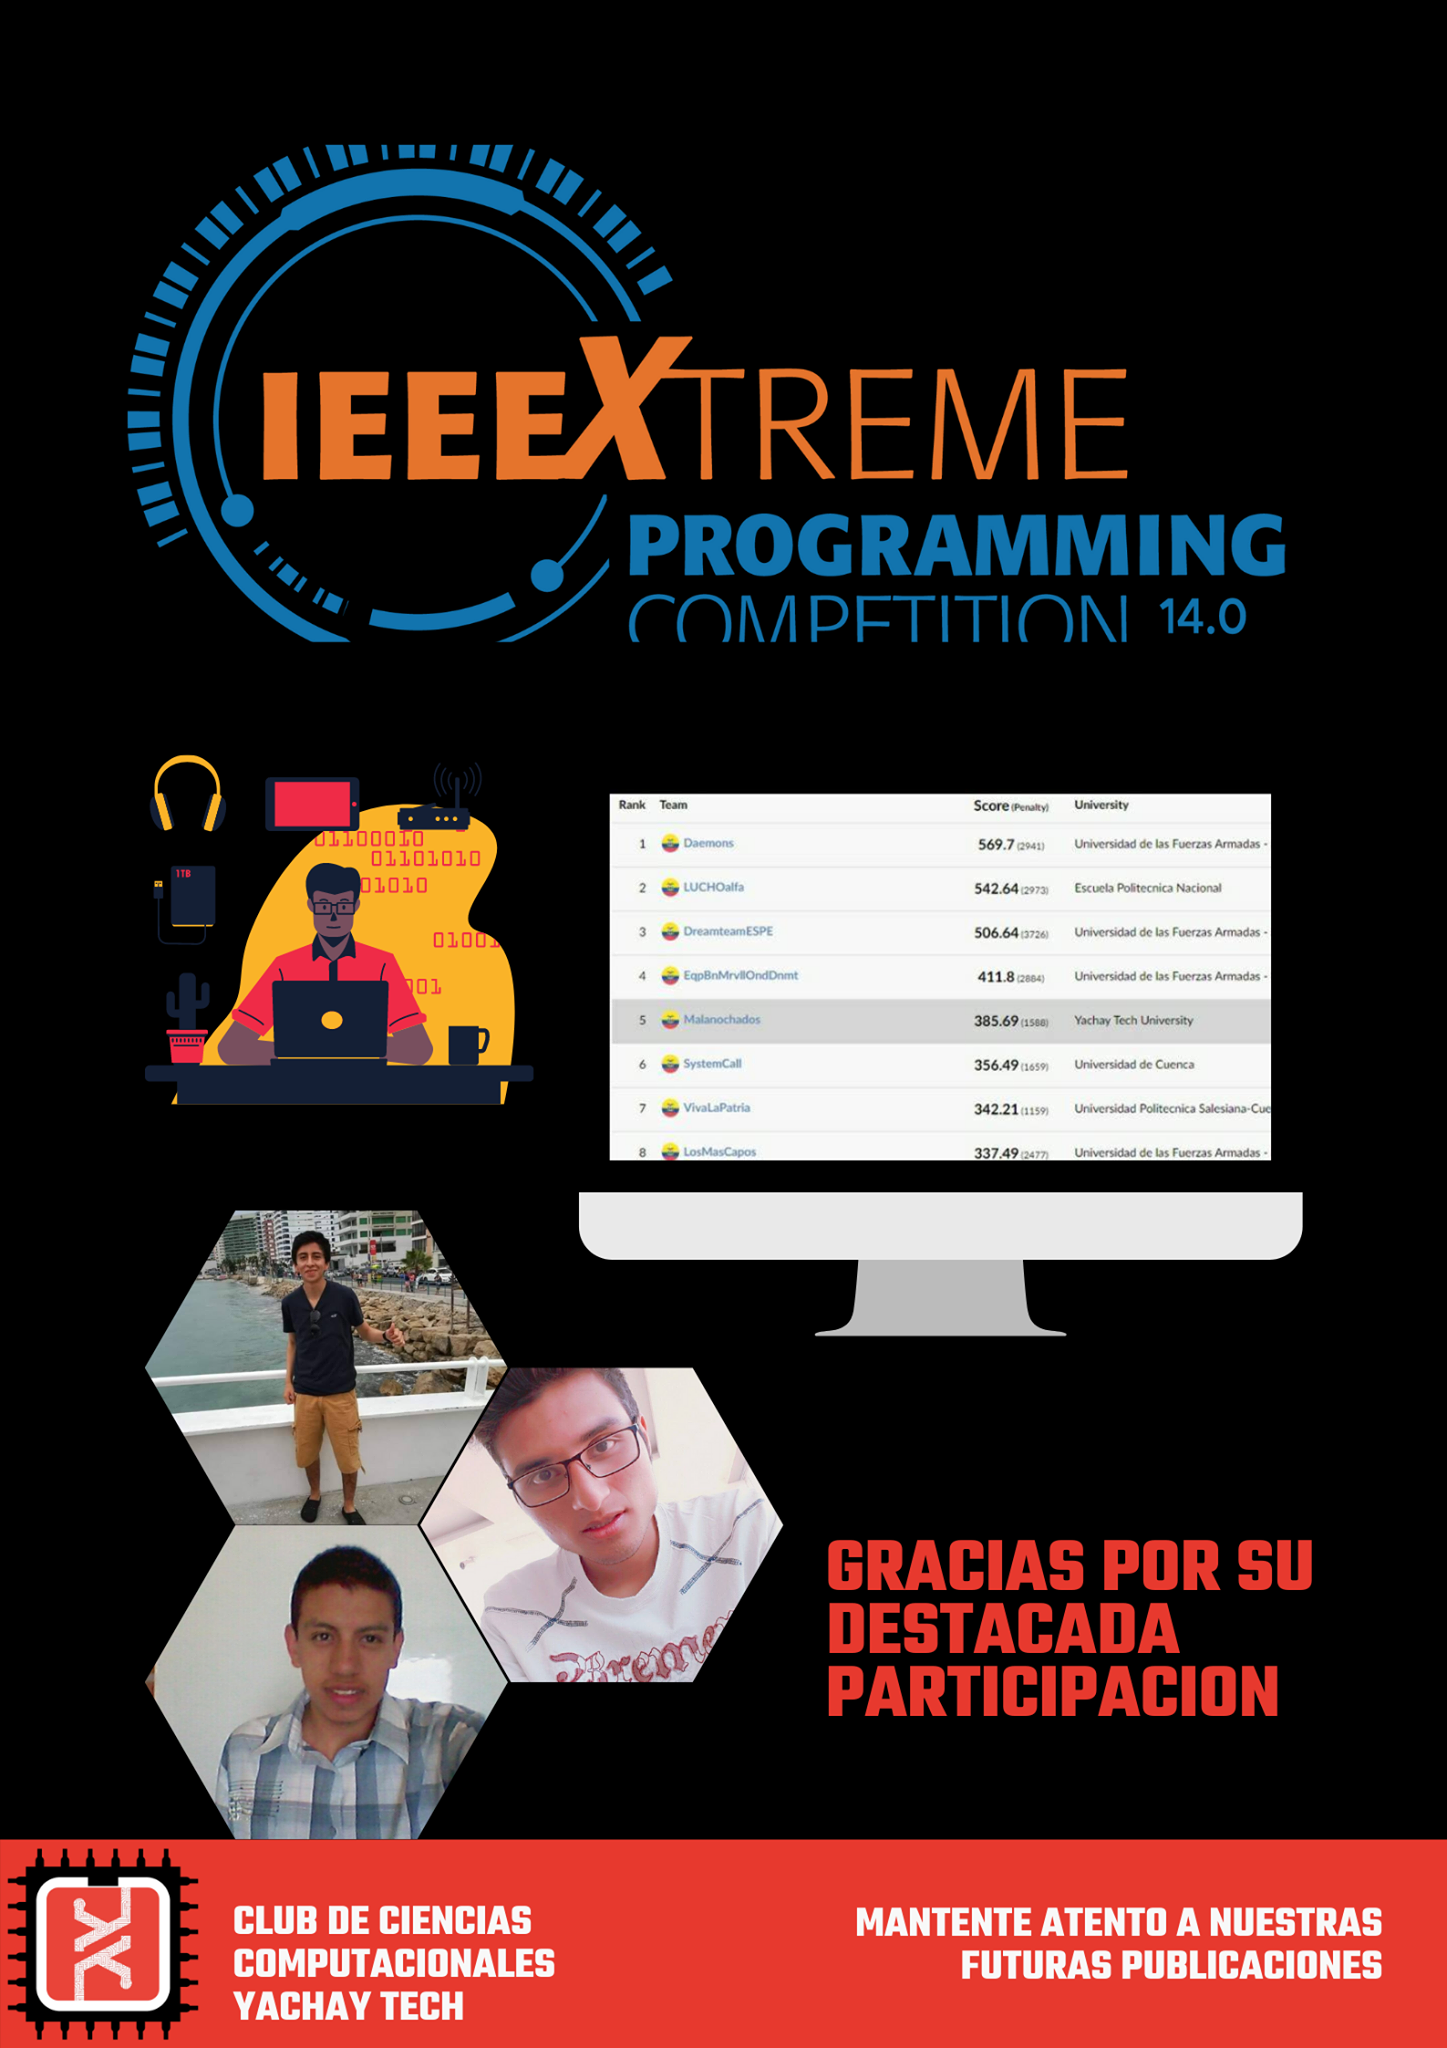 IEEEXTREME
PROGRAMMING
COMPETITION 14.0
1TB
01100010
01101010
01010
01001
001
Rank Team Score (Penalty) University
1 Daemons 569.7 (2941) Universidad de las Fuerzas Armadas -
2 LUCHOalfa 542.64 (2973) Escuela Politecnica Nacional
3 DreamteamESPE 506.64 (3726) Universidad de las Fuerzas Armadas -
4 EqpBnMrvllOndDnmt 411.8 (2884) Universidad de las Fuerzas Armadas -
5 Malanochados 385.69 (1588) Yachay Tech University
6 SystemCall 356.49 (1659) Universidad de Cuenca
7 VivaLaPatria 342.21 (1159) Universidad Politecnica Salesiana-Cue
8 LosMasCapos 337.49 (2477) Universidad de las Fuerzas Armadas -
GRACIAS POR SU
DESTACADA
PARTICIPACION
CLUB DE CIENCIAS
COMPUTACIONALES
YACHAY TECH
MANTENTE ATENTO A NUESTRAS
FUTURAS PUBLICACIONES